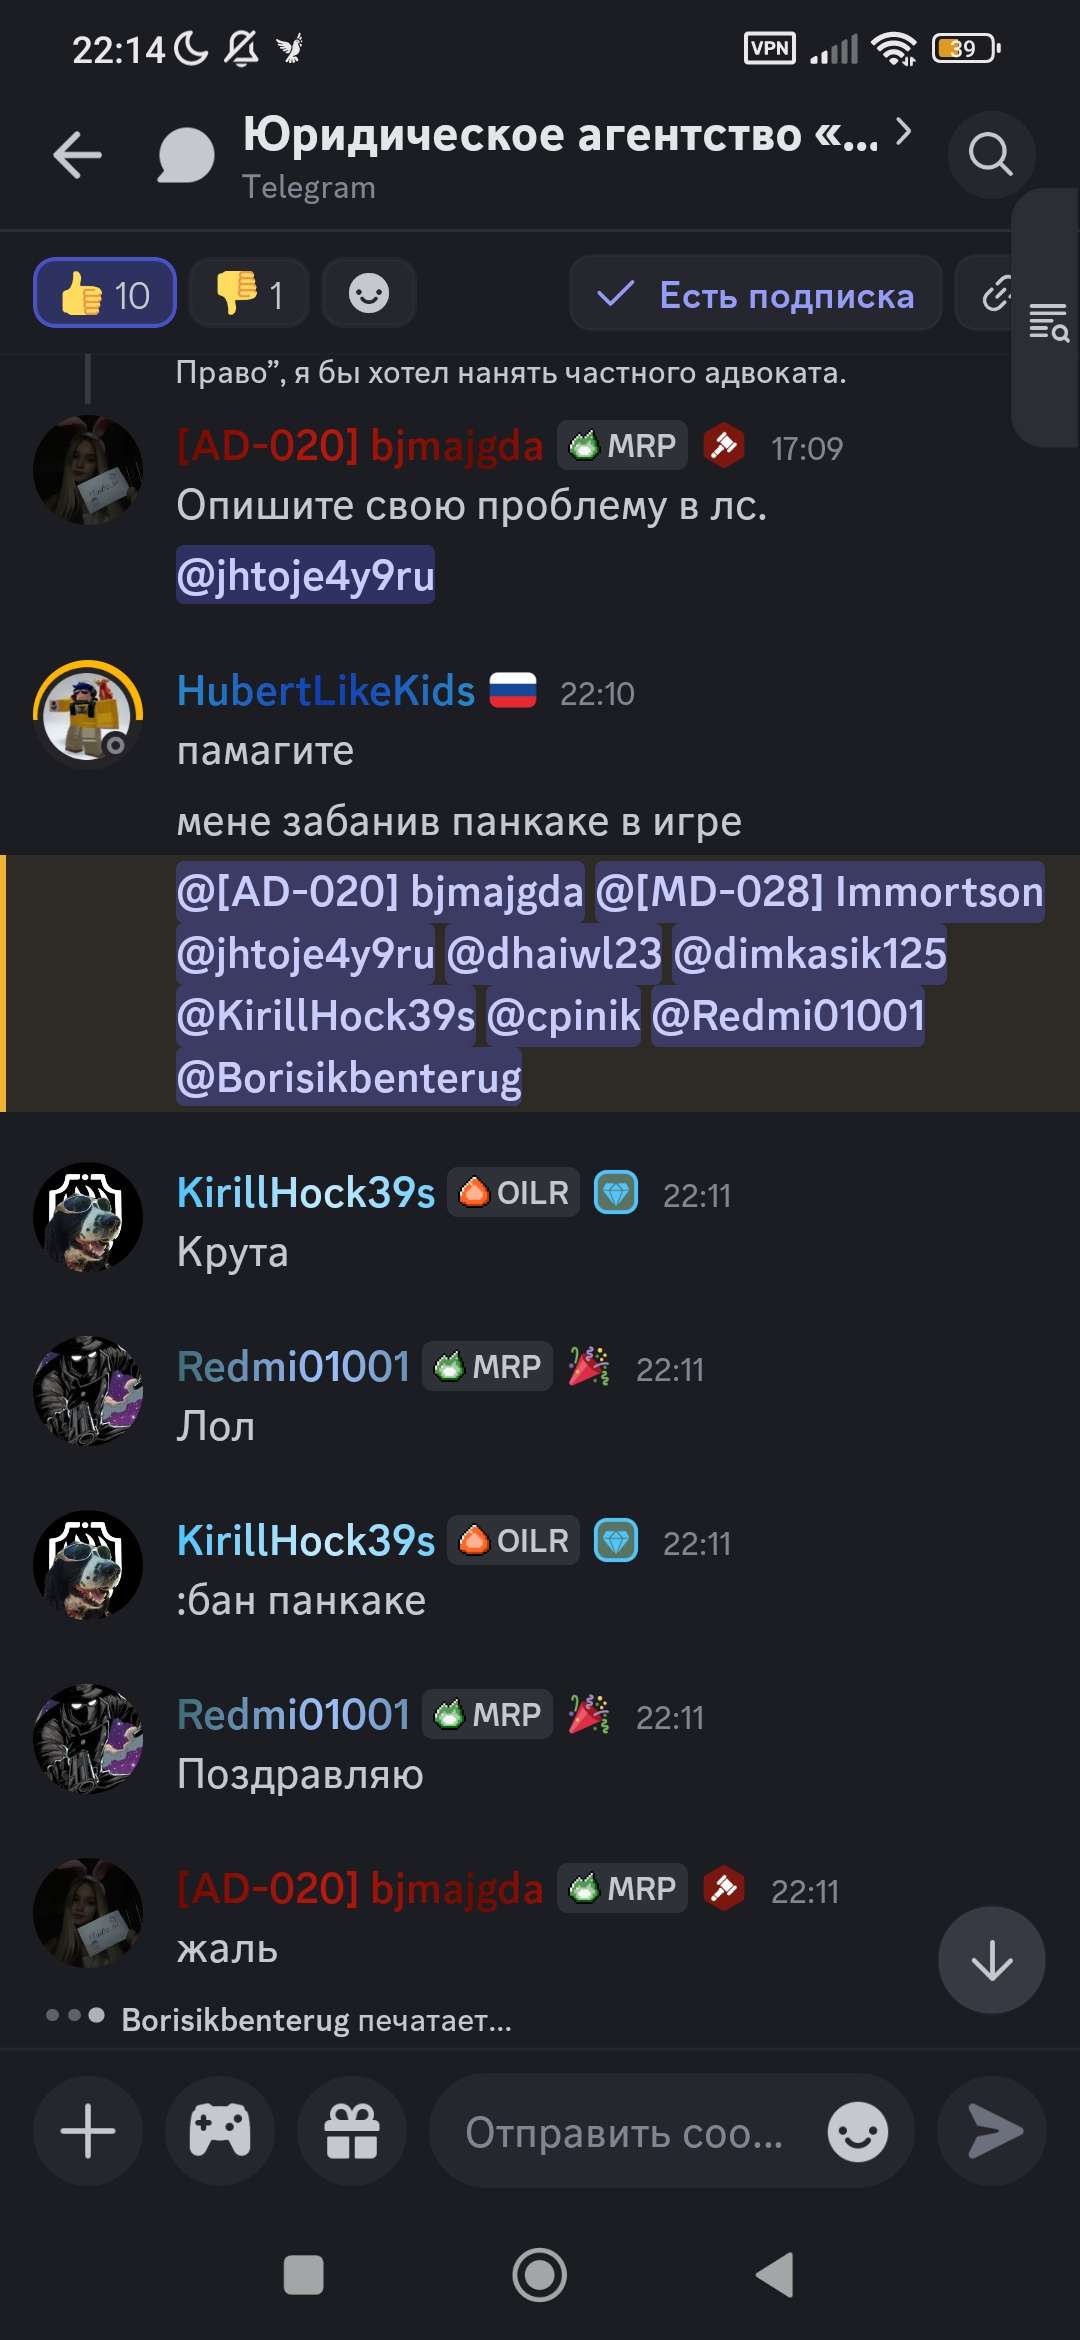 22:14
VPN
39
Юридическое агентство «...
Telegram
10
1
Есть подписка
Право”, я бы хотел нанять частного адвоката.
[AD-020] bjmajgda MRP 17:09
Опишите свою проблему в лс.
@jhtoje4y9ru
HubertLikeKids 22:10
памагите
мене забанив панкаке в игре
@[AD-020] bjmajgda @[MD-028] Immortson
@jhtoje4y9ru @dhaiwl23 @dimkasik125
@KirillHock39s @cpinik @Redmi01001
@Borisikbenterug
KirillHock39s OILR 22:11
Крута
Redmi01001 MRP 22:11
Лол
KirillHock39s OILR 22:11
:бан панкаке
Redmi01001 MRP 22:11
Поздравляю
[AD-020] bjmajgda MRP 22:11
жаль
Borisikbenterug печатает...
Отправить соо...